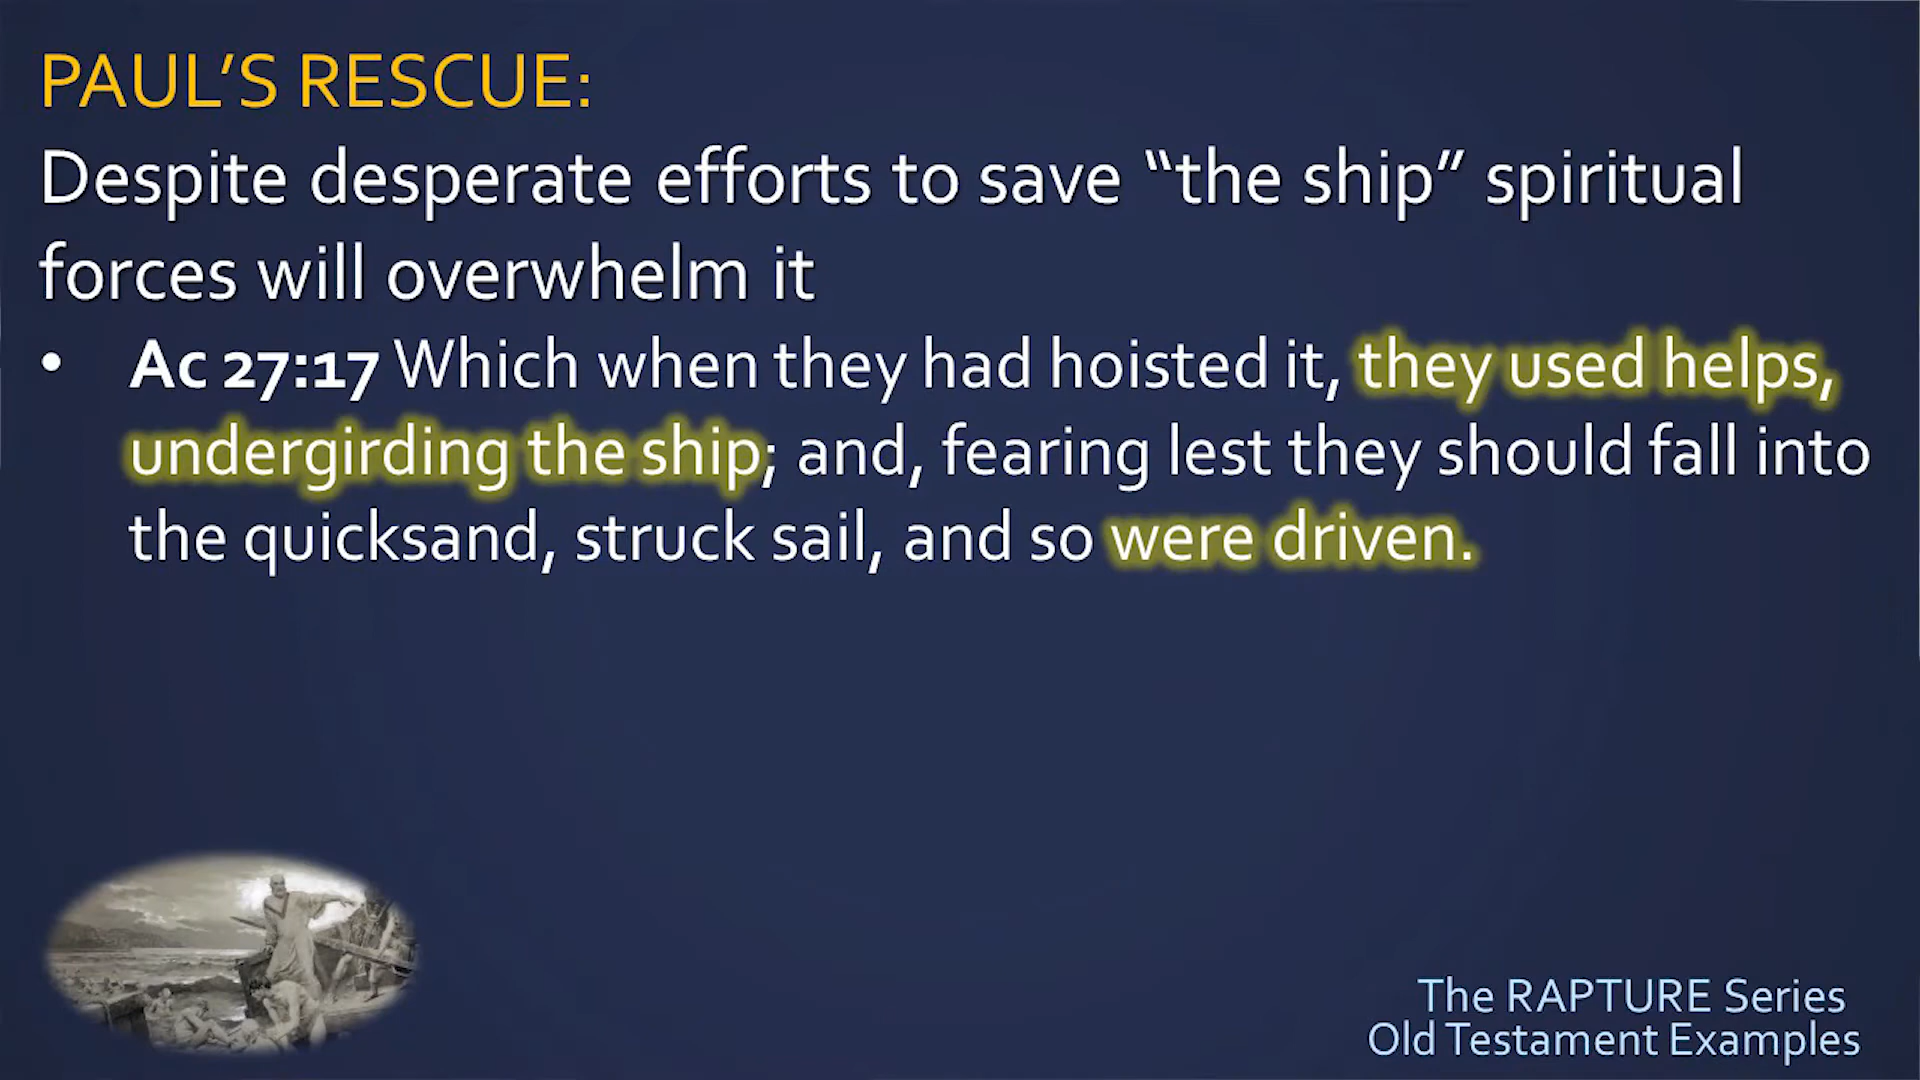 PAUL’S RESCUE:
Despite desperate efforts to save “the ship” spiritual
forces will overwhelm it
• Ac 27:17 Which when they had hoisted it, they used helps,
undergirding the ship; and, fearing lest they should fall into
the quicksand, struck sail, and so were driven.
The RAPTURE Series
Old Testament Examples